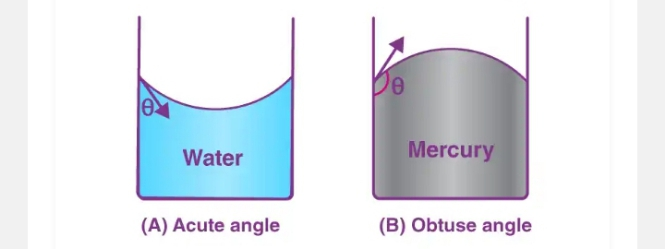 θ
θ
Water
Mercury
(A) Acute angle
(B) Obtuse angle